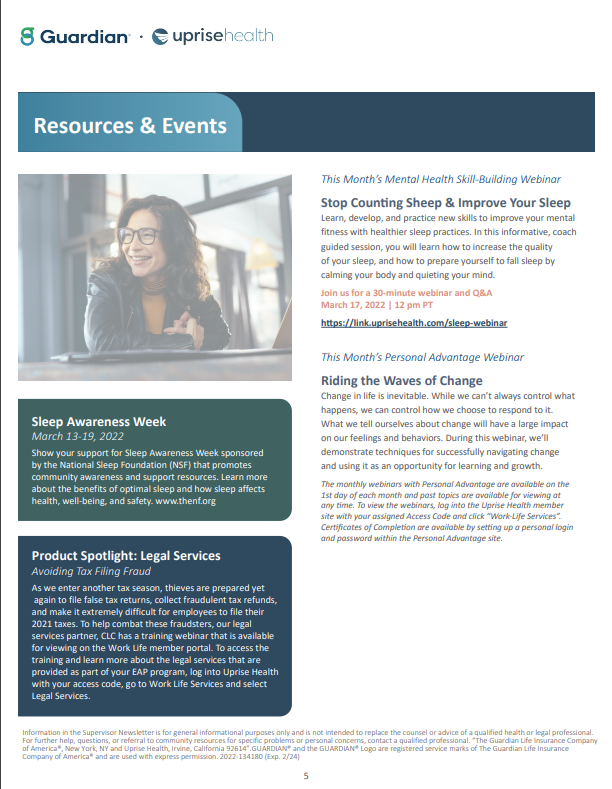 Guardian® · uprisehealth
Resources & Events
This Month's Mental Health Skill-Building Webinar
Stop Counting Sheep & Improve Your Sleep
Learn, develop, and practice new skills to improve your mental
fitness with healthier sleep practices. In this informative, coach
guided session, you will learn how to increase the quality
of your sleep, and how to prepare yourself to fall sleep by
calming your body and quieting your mind.
Join us for a 30-minute webinar and Q&A
March 17, 2022 | 12 pm PT
https://link.uprisehealth.com/sleep-webinar
This Month's Personal Advantage Webinar
Riding the Waves of Change
Change in life is inevitable. While we can't always control what
happens, we can control how we choose to respond to it.
What we tell ourselves about change will have a large impact
on our feelings and behaviors. During this webinar, we'll
demonstrate techniques for successfully navigating change
and using it as an opportunity for learning and growth.
The monthly webinars with Personal Advantage are available on the
1st day of each month and past topics are available for viewing at
any time. To view the webinars, log into the Uprise Health member
site with your assigned Access Code and click "Work-Life Services".
Certificates of Completion are available by setting up a personal login
and password within the Personal Advantage site.
Sleep Awareness Week
March 13-19, 2022
Show your support for Sleep Awareness Week sponsored
by the National Sleep Foundation (NSF) that promotes
community awareness and support resources. Learn more
about the benefits of optimal sleep and how sleep affects
health, well-being, and safety. www.thenf.org
Product Spotlight: Legal Services
Avoiding Tax Filing Fraud
As we enter another tax season, thieves are prepared yet
again to file false tax returns, collect fraudulent tax refunds,
and make it extremely difficult for employees to file their
2021 taxes. To help combat these fraudsters, our legal
services partner, CLC has a training webinar that is available
for viewing on the Work Life member portal. To access the
training and learn more about the legal services that are
provided as part of your EAP program, log into Uprise Health
with your access code, go to Work Life Services and select
Legal Services.
Information in the Supervisor Newsletter is for general informational purposes only and is not intended to replace the counsel or advice of a qualified health or legal professional.
For further help, questions, or referral to community resources for specific problems or personal concerns, contact a qualified professional. "The Guardian Life Insurance Company
of America®, New York, NY and Uprise Health, Irvine, California 92614".GUARDIAN® and the GUARDIAN® Logo are registered service marks of The Guardian Life Insurance
Company of America® and are used with express permission. 2022-134180 (Exp. 2/24)
5